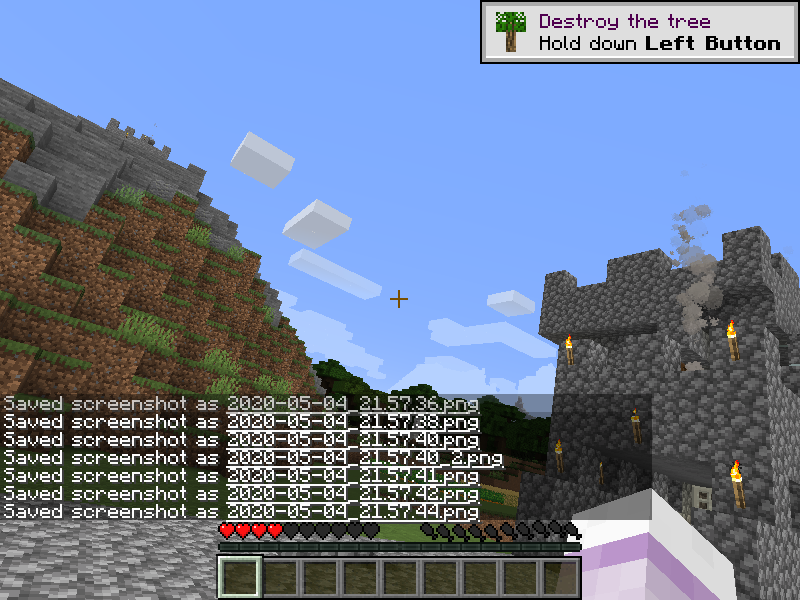 Destroy the tree
Hold down Left Button
Saved screenshot as 2020-05-04_21.57.36.png
Saved screenshot as 2020-05-04_21.57.38.png
Saved screenshot as 2020-05-04_21.57.40.png
Saved screenshot as 2020-05-04_21.57.40_2.png
Saved screenshot as 2020-05-04_21.57.41.png
Saved screenshot as 2020-05-04_21.57.42.png
Saved screenshot as 2020-05-04_21.57.44.png